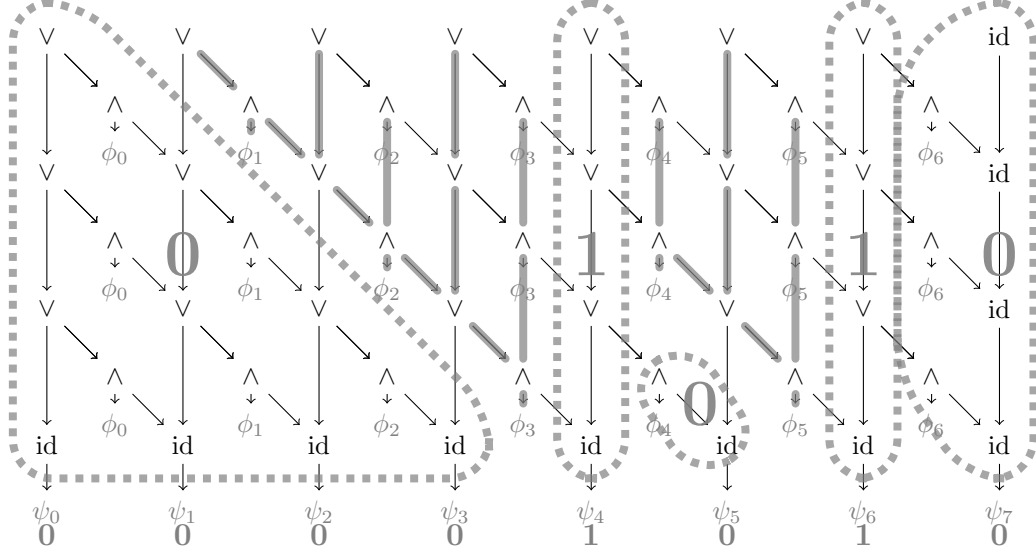 ∨ ∨ ∨ ∨ ∨ ∨ ∨ id
∧ ∧ ∧ ∧ ∧ ∧ ∧
ϕ₀ ϕ₁ ϕ₂ ϕ₃ ϕ₄ ϕ₅ ϕ₆
∨ ∨ ∨ ∨ ∨ ∨ ∨ id
∧ ∧ ∧ ∧ ∧ ∧ ∧
0 1 1 0
ϕ₀ ϕ₁ ϕ₂ ϕ₃ ϕ₄ ϕ₅ ϕ₆
∨ ∨ ∨ ∨ ∨ ∨ ∨ id
∧ ∧ ∧ ∧ ∧ ∧ ∧
0
ϕ₀ ϕ₁ ϕ₂ ϕ₃ ϕ₄ ϕ₅ ϕ₆
id id id id id id id id
ψ₀ ψ₁ ψ₂ ψ₃ ψ₄ ψ₅ ψ₆ ψ₇
0 0 0 0 1 0 1 0